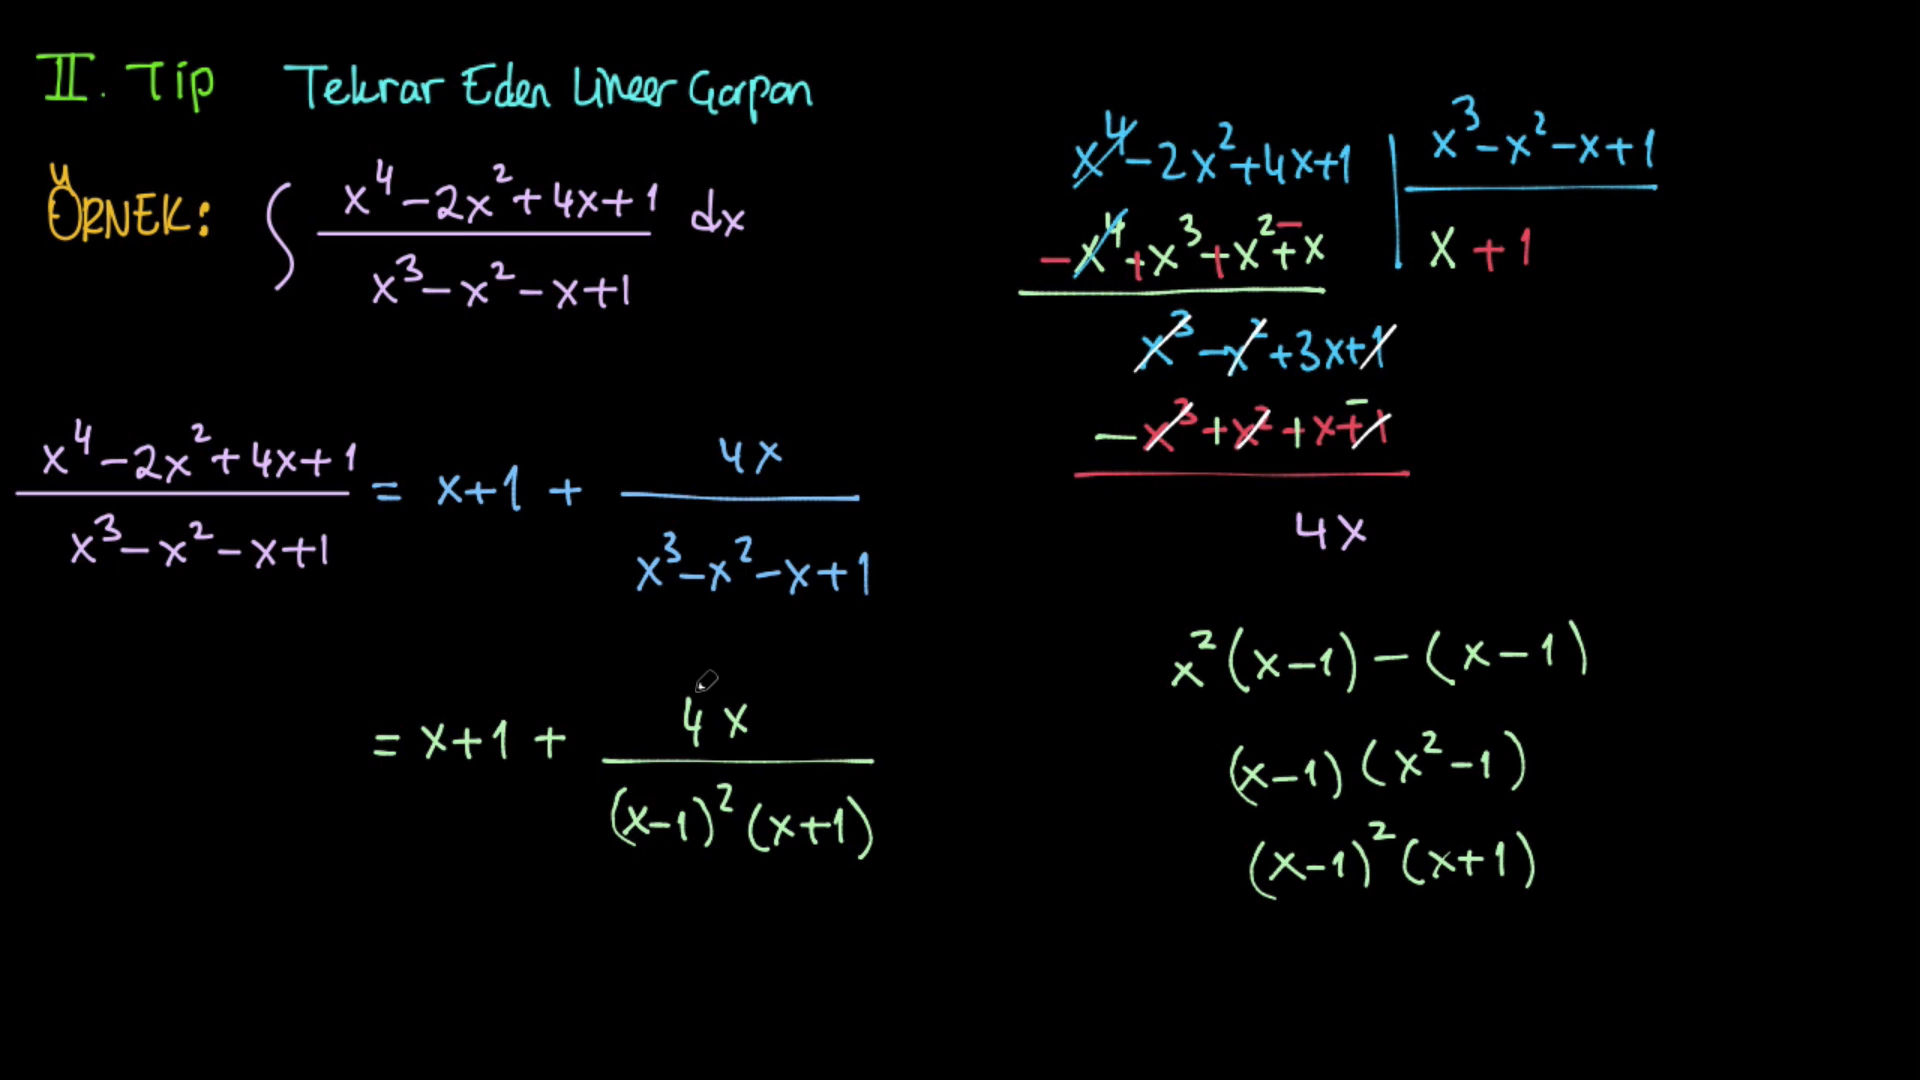 II. Tip Tekrar Eden Lineer Çarpan
ÖRNEK: ∫ (x⁴-2x²+4x+1)/(x³-x²-x+1) dx
(x⁴-2x²+4x+1)/(x³-x²-x+1) = x+1 + 4x/(x³-x²-x+1)
= x+1 + 4x/((x-1)²(x+1))
x⁴-2x²+4x+1 | x³-x²-x+1
-x⁴+x³+x²-x | x+1
x³-x²+3x+1
-x³+x²+x-1
4x
x²(x-1)-(x-1)
(x-1)(x²-1)
(x-1)²(x+1)